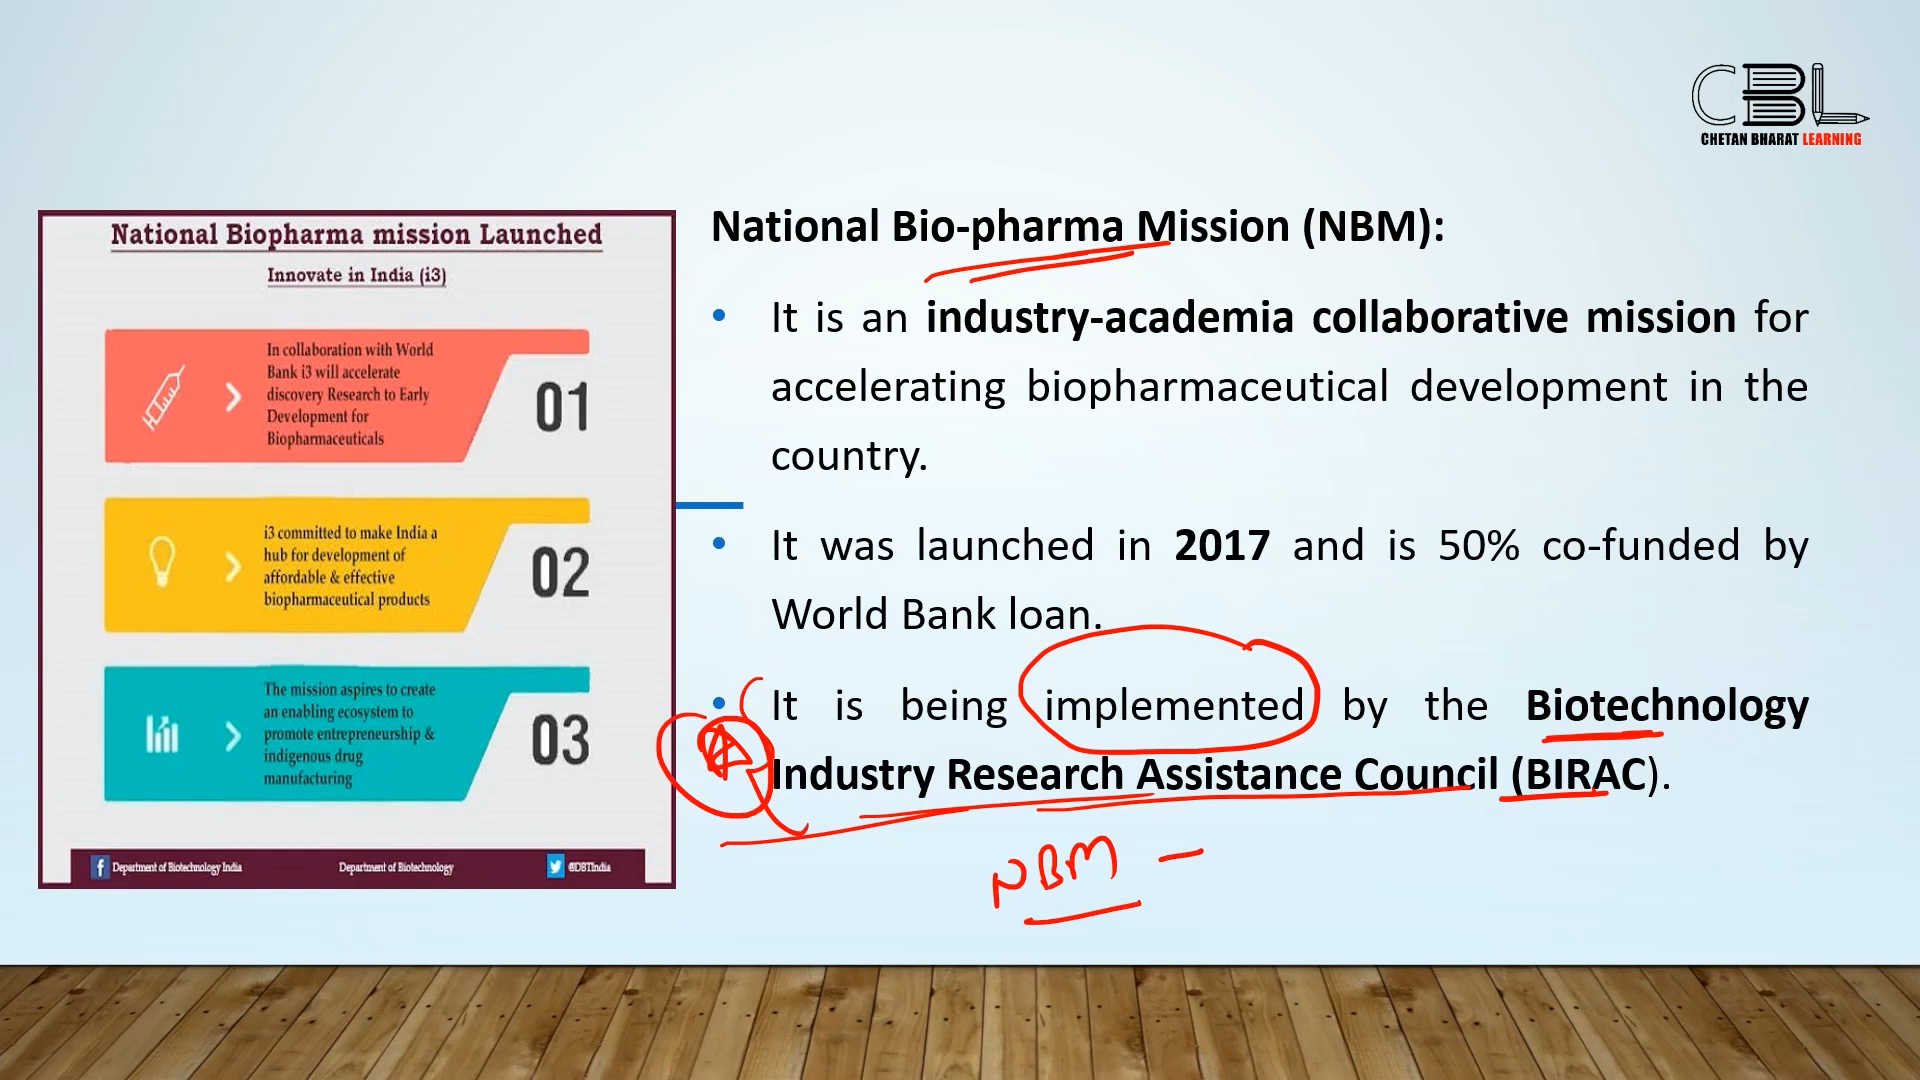 CBL
CHETAN BHARAT LEARNING
National Biopharma mission Launched
Innovate in India (i3)
In collaboration with World
Bank i3 will accelerate
discovery Research to Early
Development for
Biopharmaceuticals
01
i3 committed to make India a
hub for development of
affordable & effective
biopharmaceutical products
02
The mission aspires to create
an enabling ecosystem to
promote entrepreneurship &
indigenous drug
manufacturing
03
Department of Biotechnology India
Department of Biotechnology
@DBTIndia
National Bio-pharma Mission (NBM):
• It is an industry-academia collaborative mission for
accelerating biopharmaceutical development in the
country.
• It was launched in 2017 and is 50% co-funded by
World Bank loan.
• It is being implemented by the Biotechnology
Industry Research Assistance Council (BIRAC).
NBM –